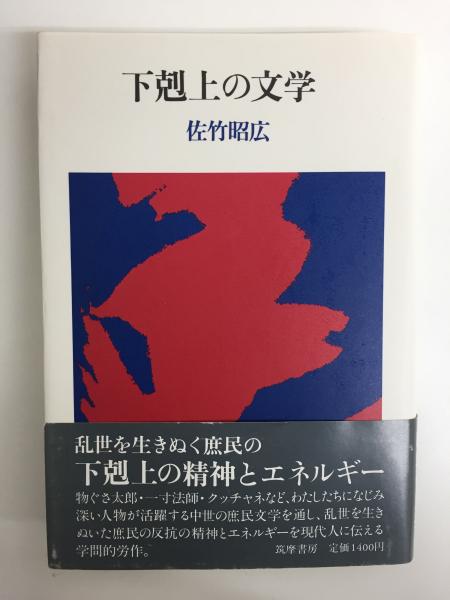 下剋上の文学
佐竹昭広
乱世を生きぬく庶民の
下剋上の精神とエネルギー
物ぐさ太郎・一寸法師・クッチャネなど、わたしたちになじみ
深い人物が活躍する中世の庶民文学を通し、乱世を生き
ぬいた庶民の反抗の精神とエネルギーを現代人に伝える
学問的労作。
筑摩書房 定価1400円